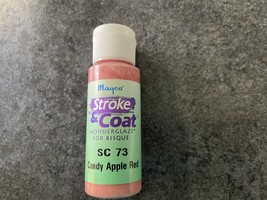 Mayco
Stroke
& Coat
WONDERGLAZE
FOR BISQUE
SC 73
Candy Apple Red